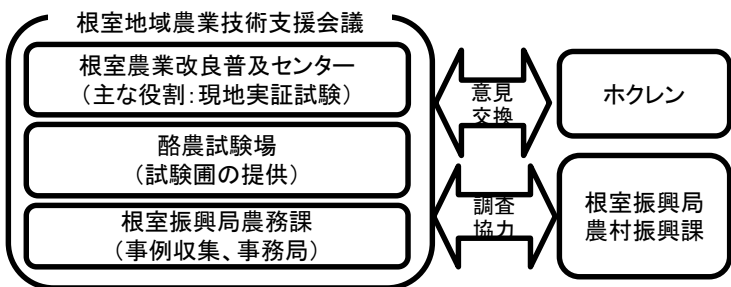 根室地域農業技術支援会議
根室農業改良普及センター
（主な役割：現地実証試験）
酪農試験場
（試験圃の提供）
根室振興局農務課
（事例収集、事務局）
意見
交換
ホクレン
調査
協力
根室振興局
農村振興課